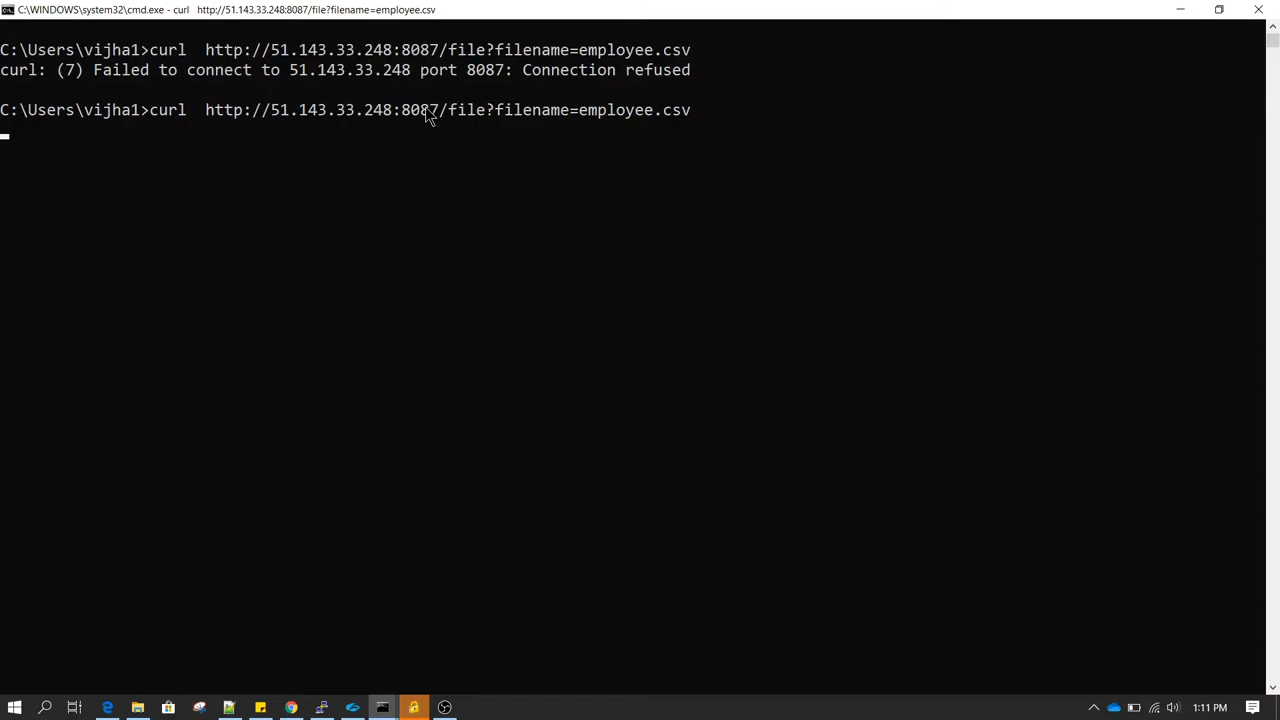 C:\WINDOWS\system32\cmd.exe - curl  http://51.143.33.248:8087/file?filename=employee.csv
C:\Users\vijha1>curl  http://51.143.33.248:8087/file?filename=employee.csv
curl: (7) Failed to connect to 51.143.33.248 port 8087: Connection refused
C:\Users\vijha1>curl  http://51.143.33.248:8087/file?filename=employee.csv
1:11 PM